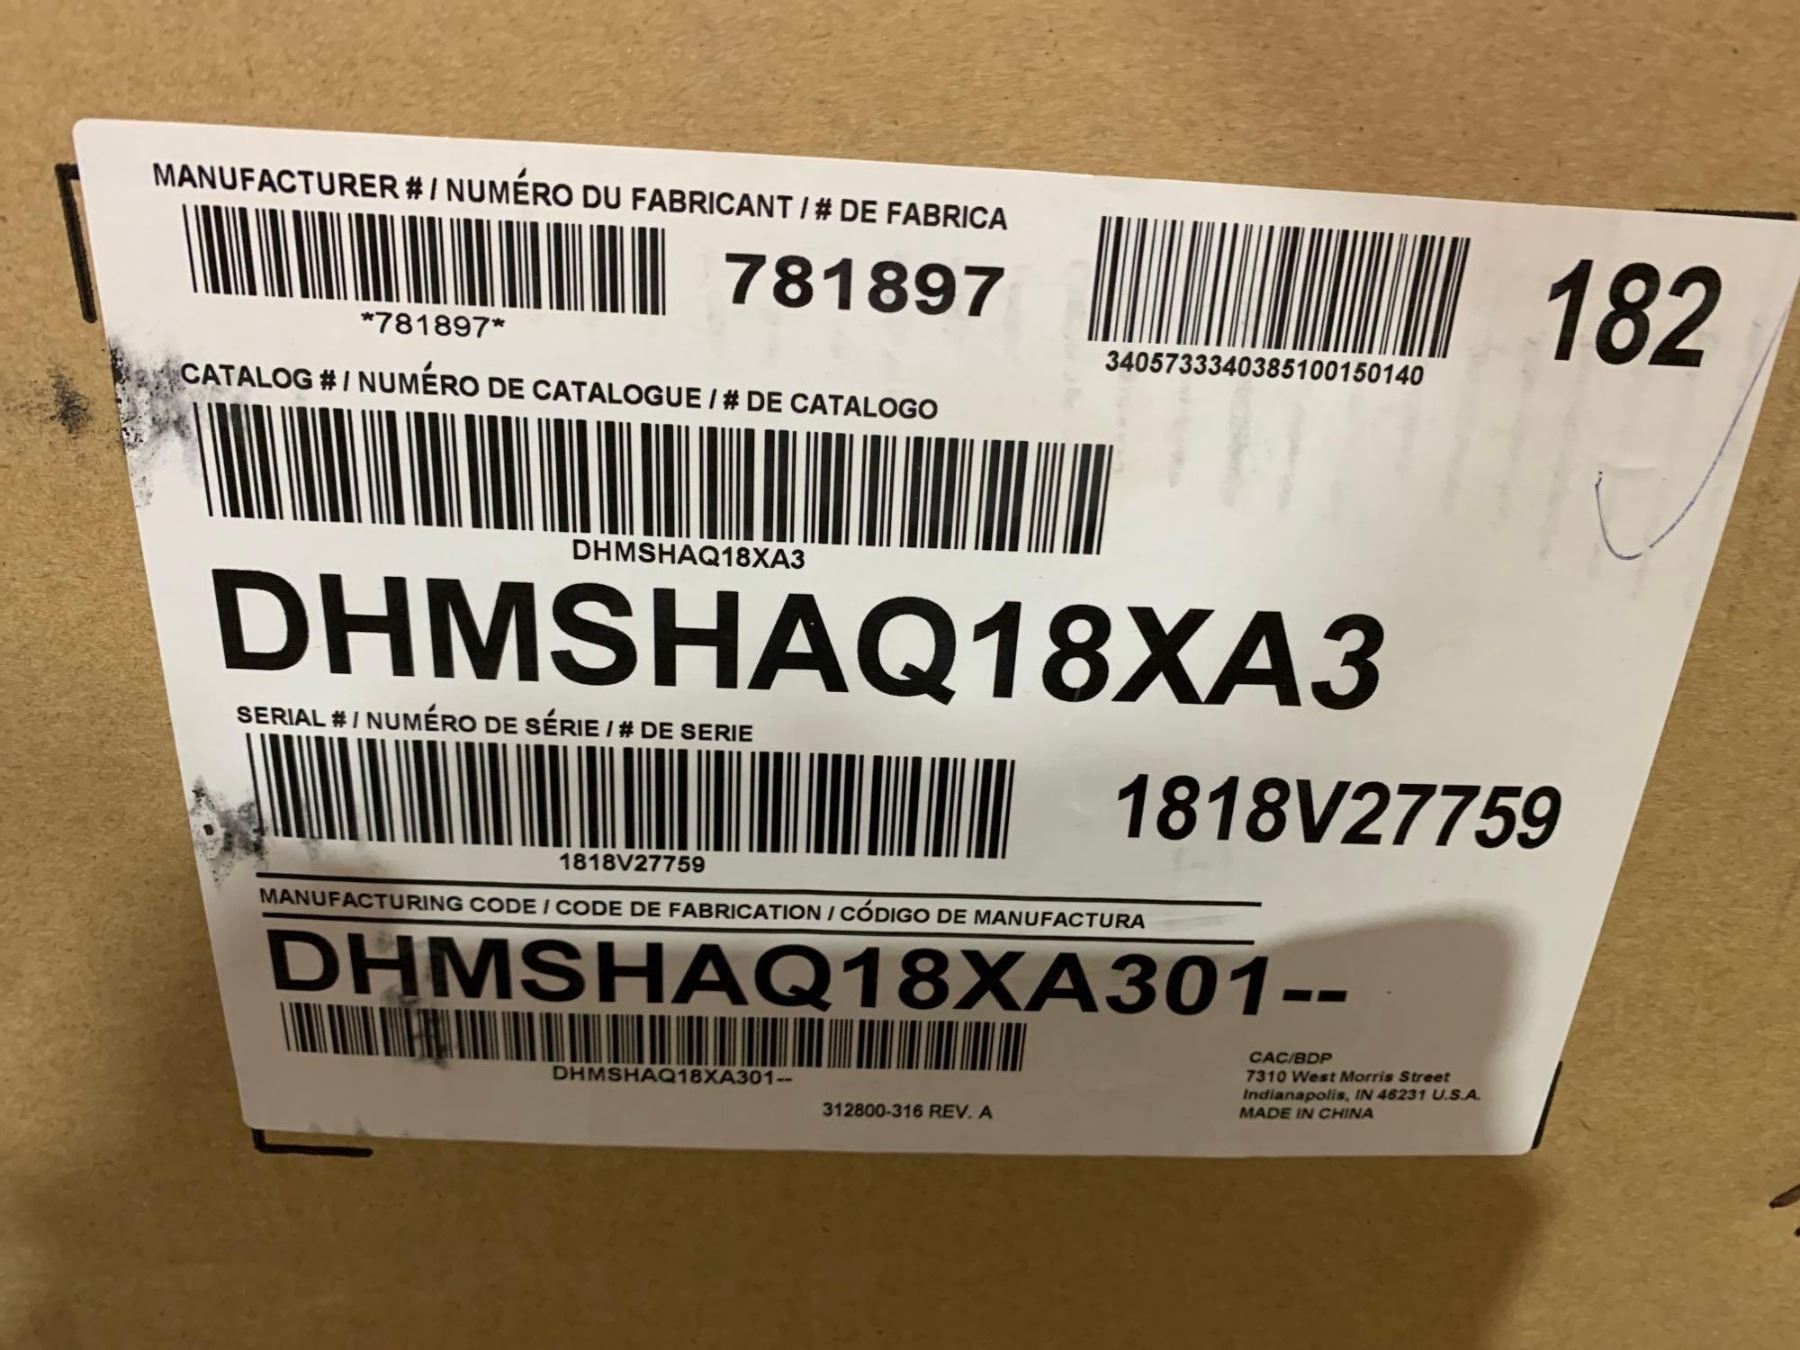 MANUFACTURER # / NUMÉRO DU FABRICANT / # DE FABRICA
781897
*781897*
3405733340385100150140
182
CATALOG # / NUMÉRO DE CATALOGUE / # DE CATALOGO
DHMSHAQ18XA3
DHMSHAQ18XA3
SERIAL # / NUMÉRO DE SÉRIE / # DE SERIE
1818V27759
1818V27759
MANUFACTURING CODE / CODE DE FABRICATION / CÓDIGO DE MANUFACTURA
DHMSHAQ18XA301--
DHMSHAQ18XA301--
312800-316 REV. A
CAC/BDP
7310 West Morris Street
Indianapolis, IN 46231 U.S.A.
MADE IN CHINA